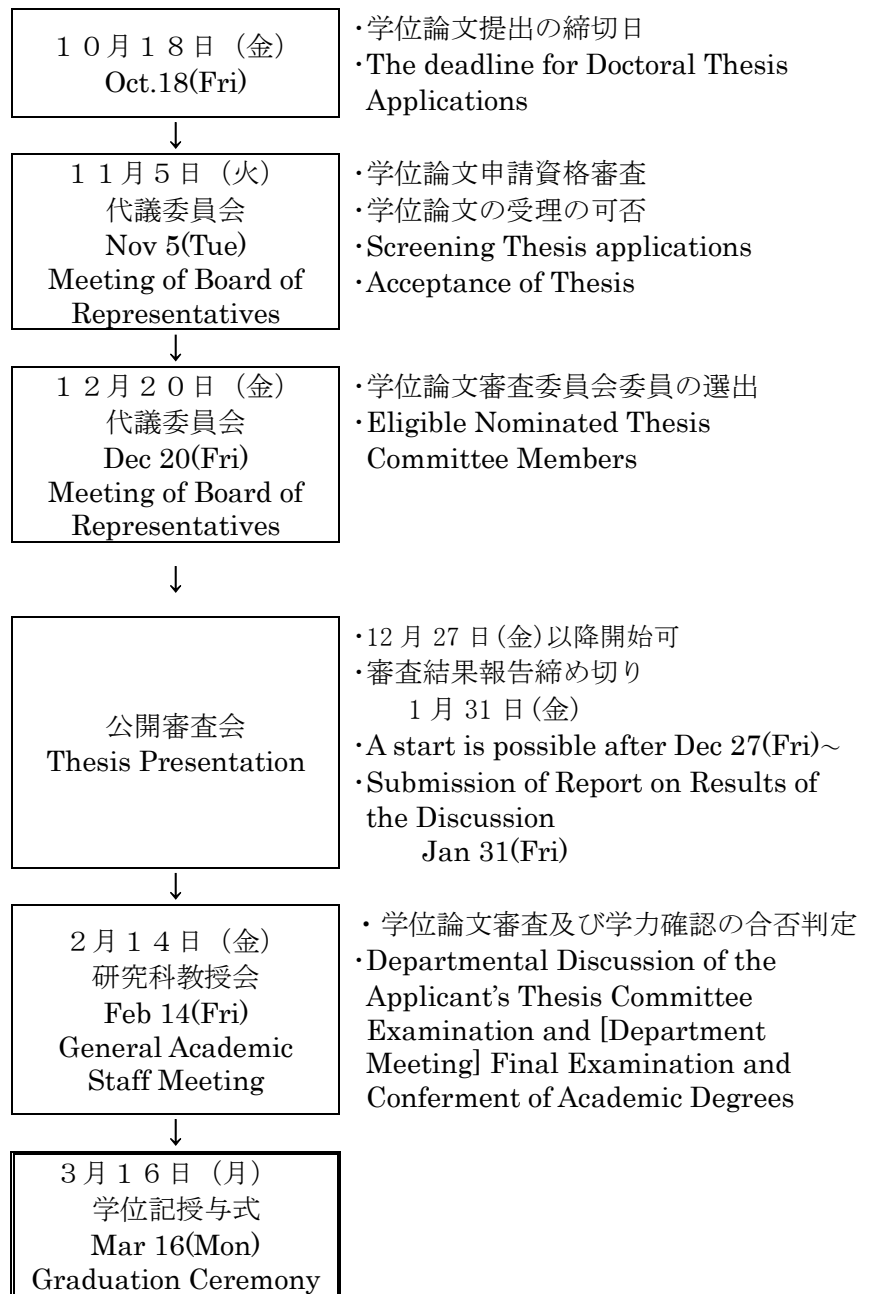 １０月１８日（金）
Oct.18(Fri)
・学位論文提出の締切日
・The deadline for Doctoral Thesis
Applications
↓
１１月５日（火）
代議委員会
Nov 5(Tue)
Meeting of Board of
Representatives
・学位論文申請資格審査
・学位論文の受理の可否
・Screening Thesis applications
・Acceptance of Thesis
↓
１２月２０日（金）
代議委員会
Dec 20(Fri)
Meeting of Board of
Representatives
・学位論文審査委員会委員の選出
・Eligible Nominated Thesis
Committee Members
↓
公開審査会
Thesis Presentation
・12月27日(金)以降開始可
・審査結果報告締め切り
1月31日(金)
・A start is possible after Dec 27(Fri)~
・Submission of Report on Results of
the Discussion
Jan 31(Fri)
↓
２月１４日（金）
研究科教授会
Feb 14(Fri)
General Academic
Staff Meeting
・学位論文審査及び学力確認の合否判定
・Departmental Discussion of the
Applicant’s Thesis Committee
Examination and [Department
Meeting] Final Examination and
Conferment of Academic Degrees
↓
３月１６日（月）
学位記授与式
Mar 16(Mon)
Graduation Ceremony